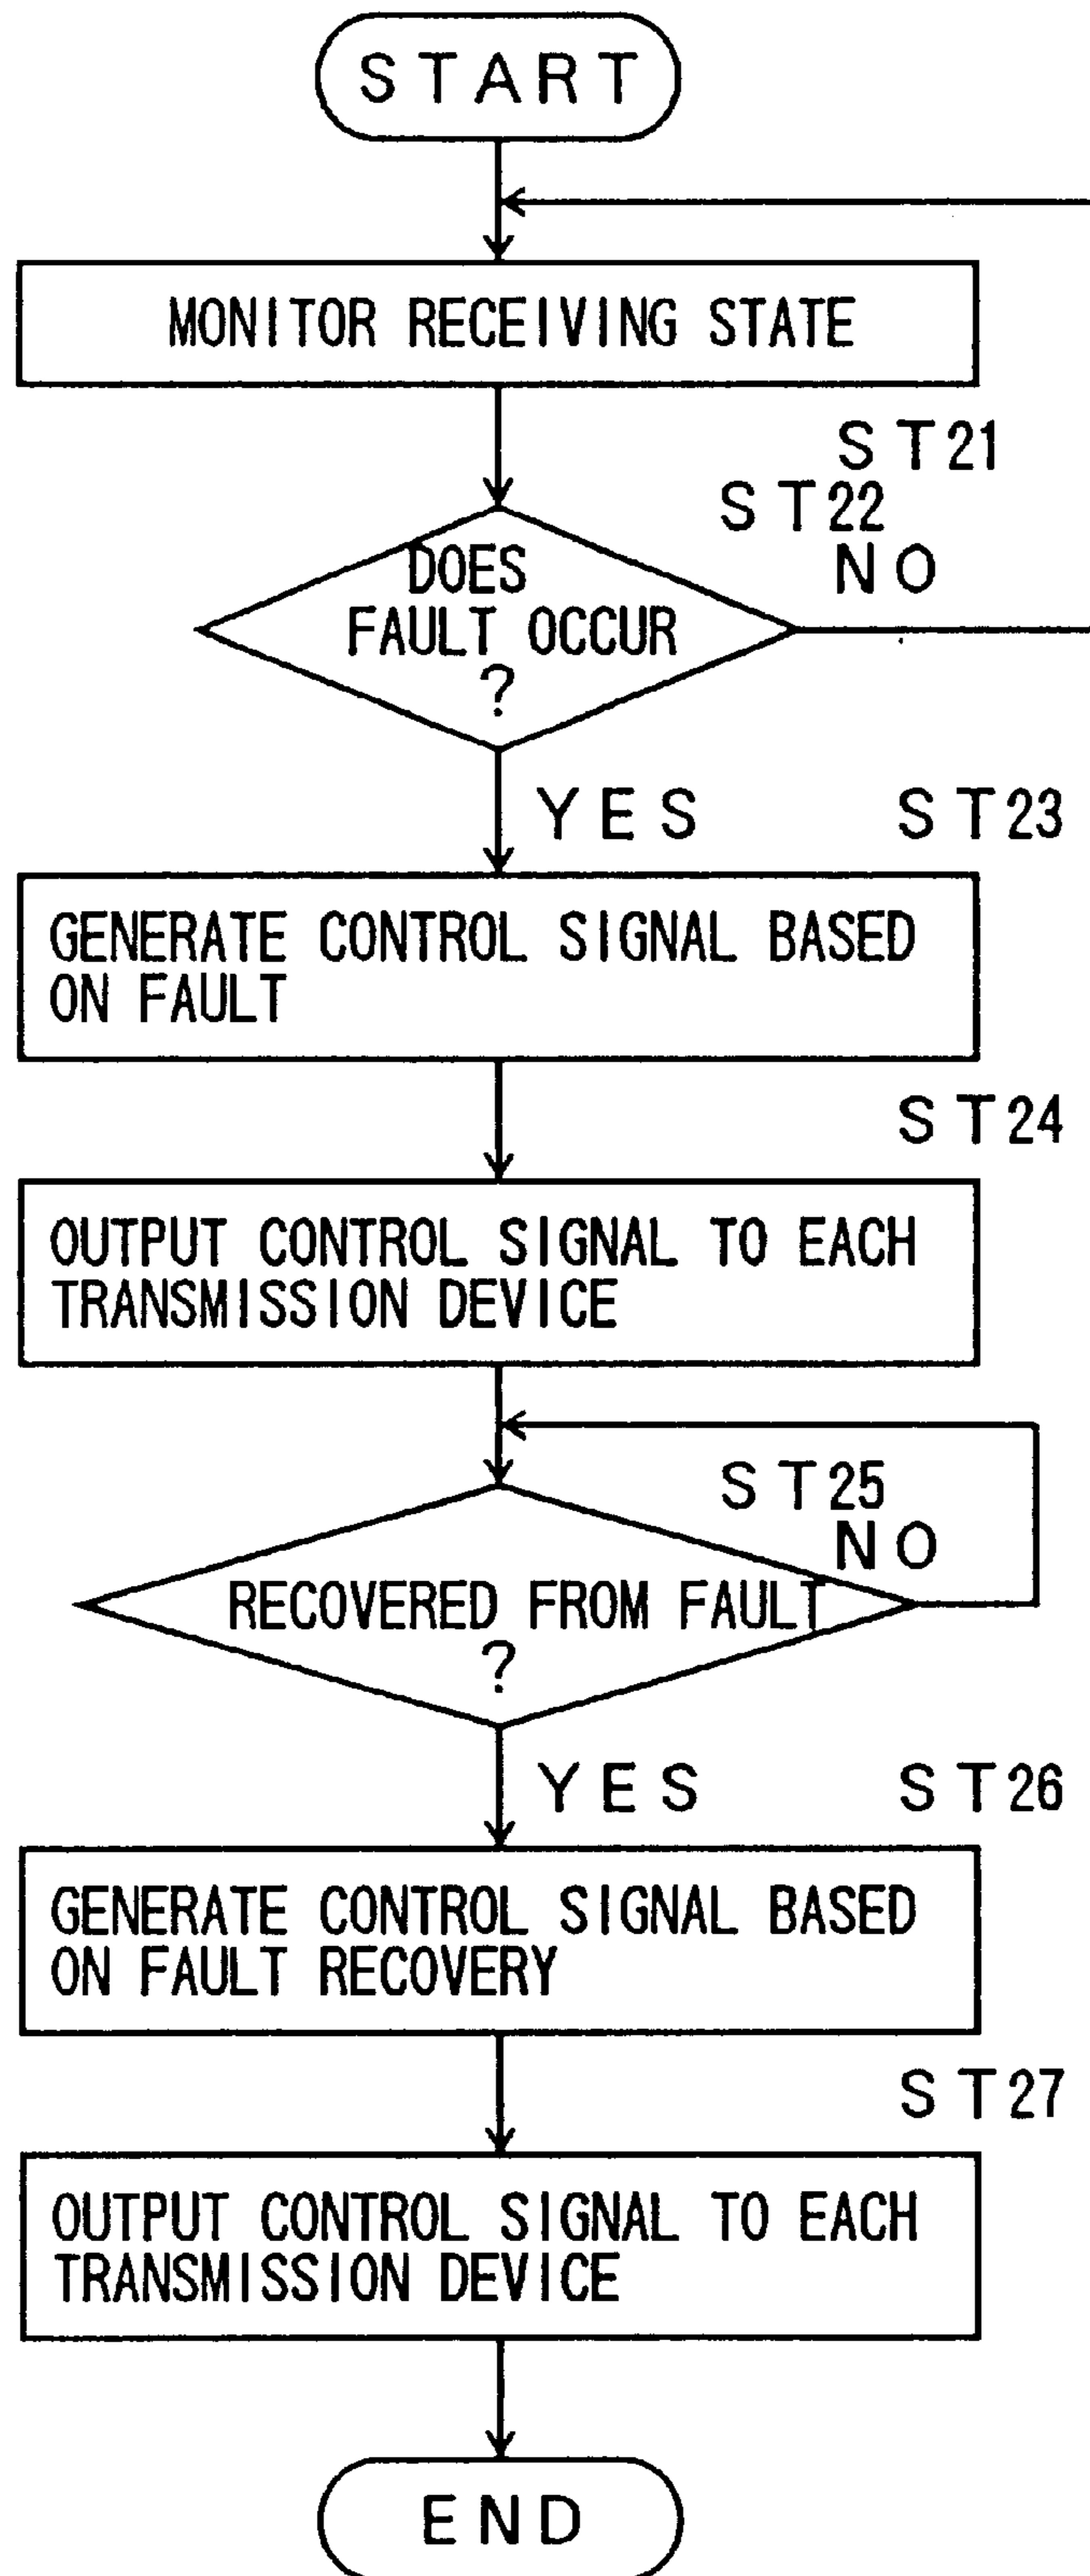 START
MONITOR RECEIVING STATE
ST21
ST22
NO
DOES
FAULT OCCUR
?
YES
ST23
GENERATE CONTROL SIGNAL BASED
ON FAULT
ST24
OUTPUT CONTROL SIGNAL TO EACH
TRANSMISSION DEVICE
ST25
NO
RECOVERED FROM FAULT
?
YES
ST26
GENERATE CONTROL SIGNAL BASED
ON FAULT RECOVERY
ST27
OUTPUT CONTROL SIGNAL TO EACH
TRANSMISSION DEVICE
END